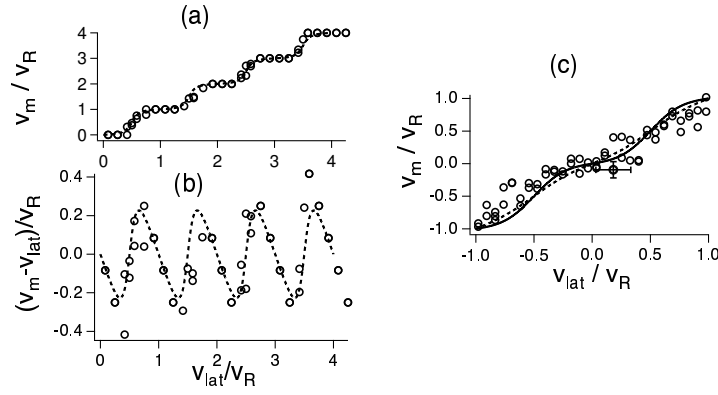 (a)
4
3
2
1
0
v_m / v_R
0 1 2 3 4
(b)
0.4
0.2
0.0
-0.2
-0.4
(v_m-v_lat)/v_R
0 1 2 3 4
v_lat/v_R
(c)
1.0
0.5
0.0
-0.5
-1.0
v_m / v_R
-1.0 -0.5 0.0 0.5 1.0
v_lat / v_R